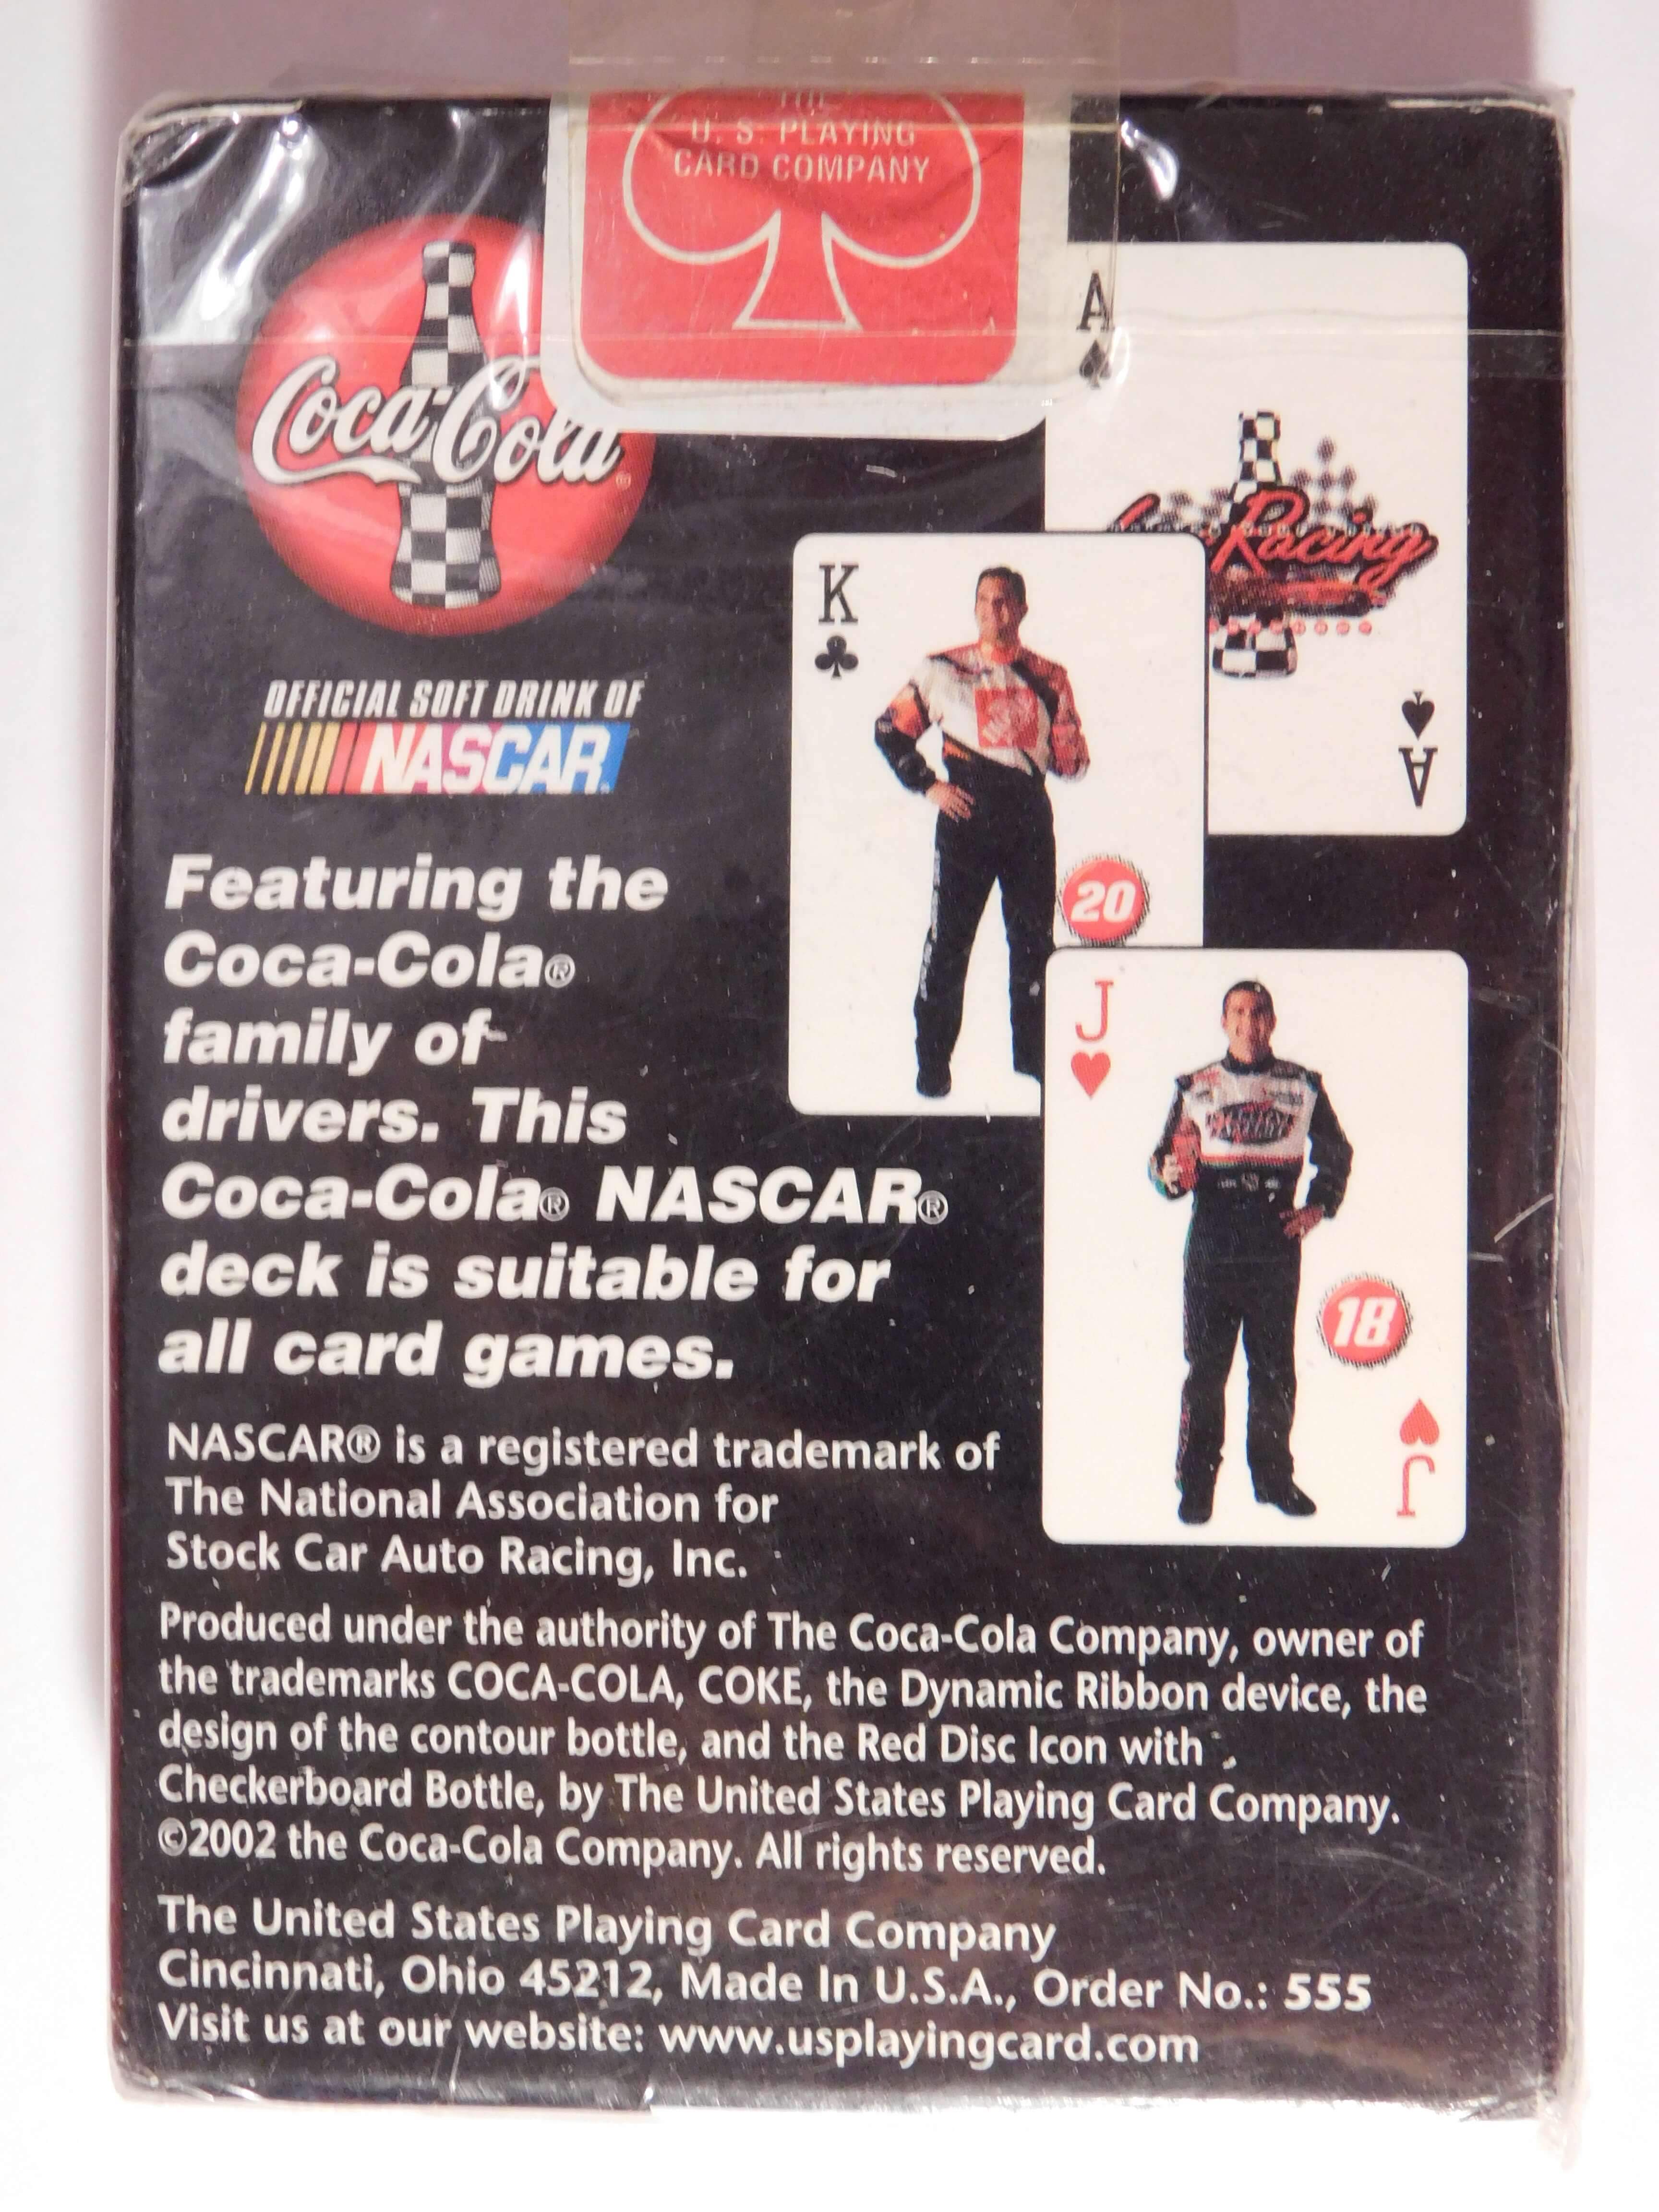 U. S. PLAYING
CARD COMPANY
Coca-Cola®
OFFICIAL SOFT DRINK OF
NASCAR
A
Racing
A
K
20
J
18
J
Featuring the
Coca-Cola®
family of
drivers. This
Coca-Cola® NASCAR®
deck is suitable for
all card games.
NASCAR® is a registered trademark of
The National Association for
Stock Car Auto Racing, Inc.
Produced under the authority of The Coca-Cola Company, owner of
the trademarks COCA-COLA, COKE, the Dynamic Ribbon device, the
design of the contour bottle, and the Red Disc Icon with
Checkerboard Bottle, by The United States Playing Card Company.
©2002 the Coca-Cola Company. All rights reserved.
The United States Playing Card Company
Cincinnati, Ohio 45212, Made In U.S.A., Order No.: 555
Visit us at our website: www.usplayingcard.com